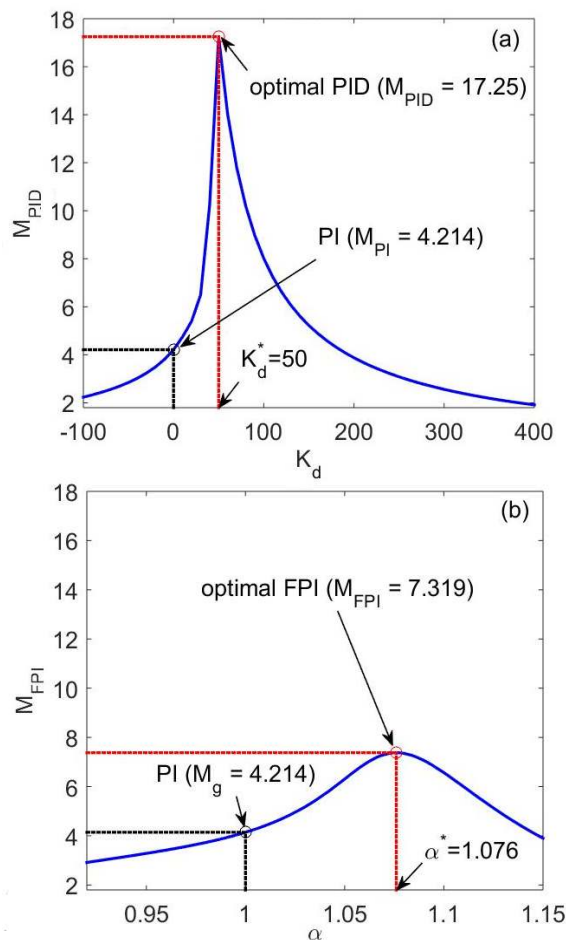 (a)
18
16
14
12
10
8
6
4
2
M_PID
optimal PID (M_PID = 17.25)
PI (M_PI = 4.214)
K_d^*=50
-100 0 100 200 300 400
K_d
(b)
18
16
14
12
10
8
6
4
2
M_FPI
optimal FPI (M_FPI = 7.319)
PI (M_g = 4.214)
α^*=1.076
0.95 1 1.05 1.1 1.15
α